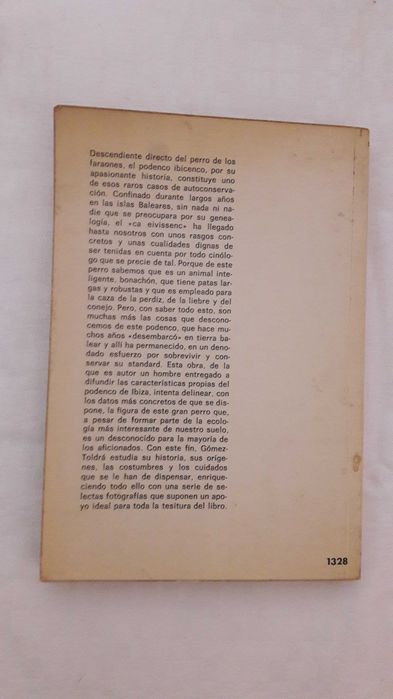 Descendiente directo del perro de los
faraones, el podenco ibicenco, por su
apasionante historia, constituye uno
de esos raros casos de autoconserva-
ción. Confinado durante largos años
en las islas Baleares, sin nada ni na-
die que se preocupara por su genea-
logía, el «ca eivissenc» ha llegado
hasta nosotros con unos rasgos con-
cretos y unas cualidades dignas de
ser tenidas en cuenta por todo cinólo-
go que se precie de tal. Porque de este
perro sabemos que es un animal inte-
ligente, bonachón, que tiene patas lar-
gas y robustas y que es empleado para
la caza de la perdiz, de la liebre y del
conejo. Pero, con saber todo esto, son
muchas más las cosas que descono-
cemos de este podenco, que hace mu-
chos años «desembarcó» en tierra ba-
lear y allí ha permanecido, en un deno-
dado esfuerzo por sobrevivir y con-
servar su standard. Esta obra, de la
que es autor un hombre entregado a
difundir las características propias del
podenco de Ibiza, intenta delinear, con
los datos más concretos de que se dis-
pone, la figura de este gran perro que,
a pesar de formar parte de la eco-
logía más interesante de nuestro suelo,
es un desconocido para la mayoría de
los aficionados. Con este fin, Gómez-
Toldrá estudia su historia, sus oríge-
nes, las costumbres y los cuidados
que se le han de dispensar, enrique-
ciendo todo ello con una serie de se-
lectas fotografías que suponen un apo-
yo ideal para toda la tesitura del libro.
1328